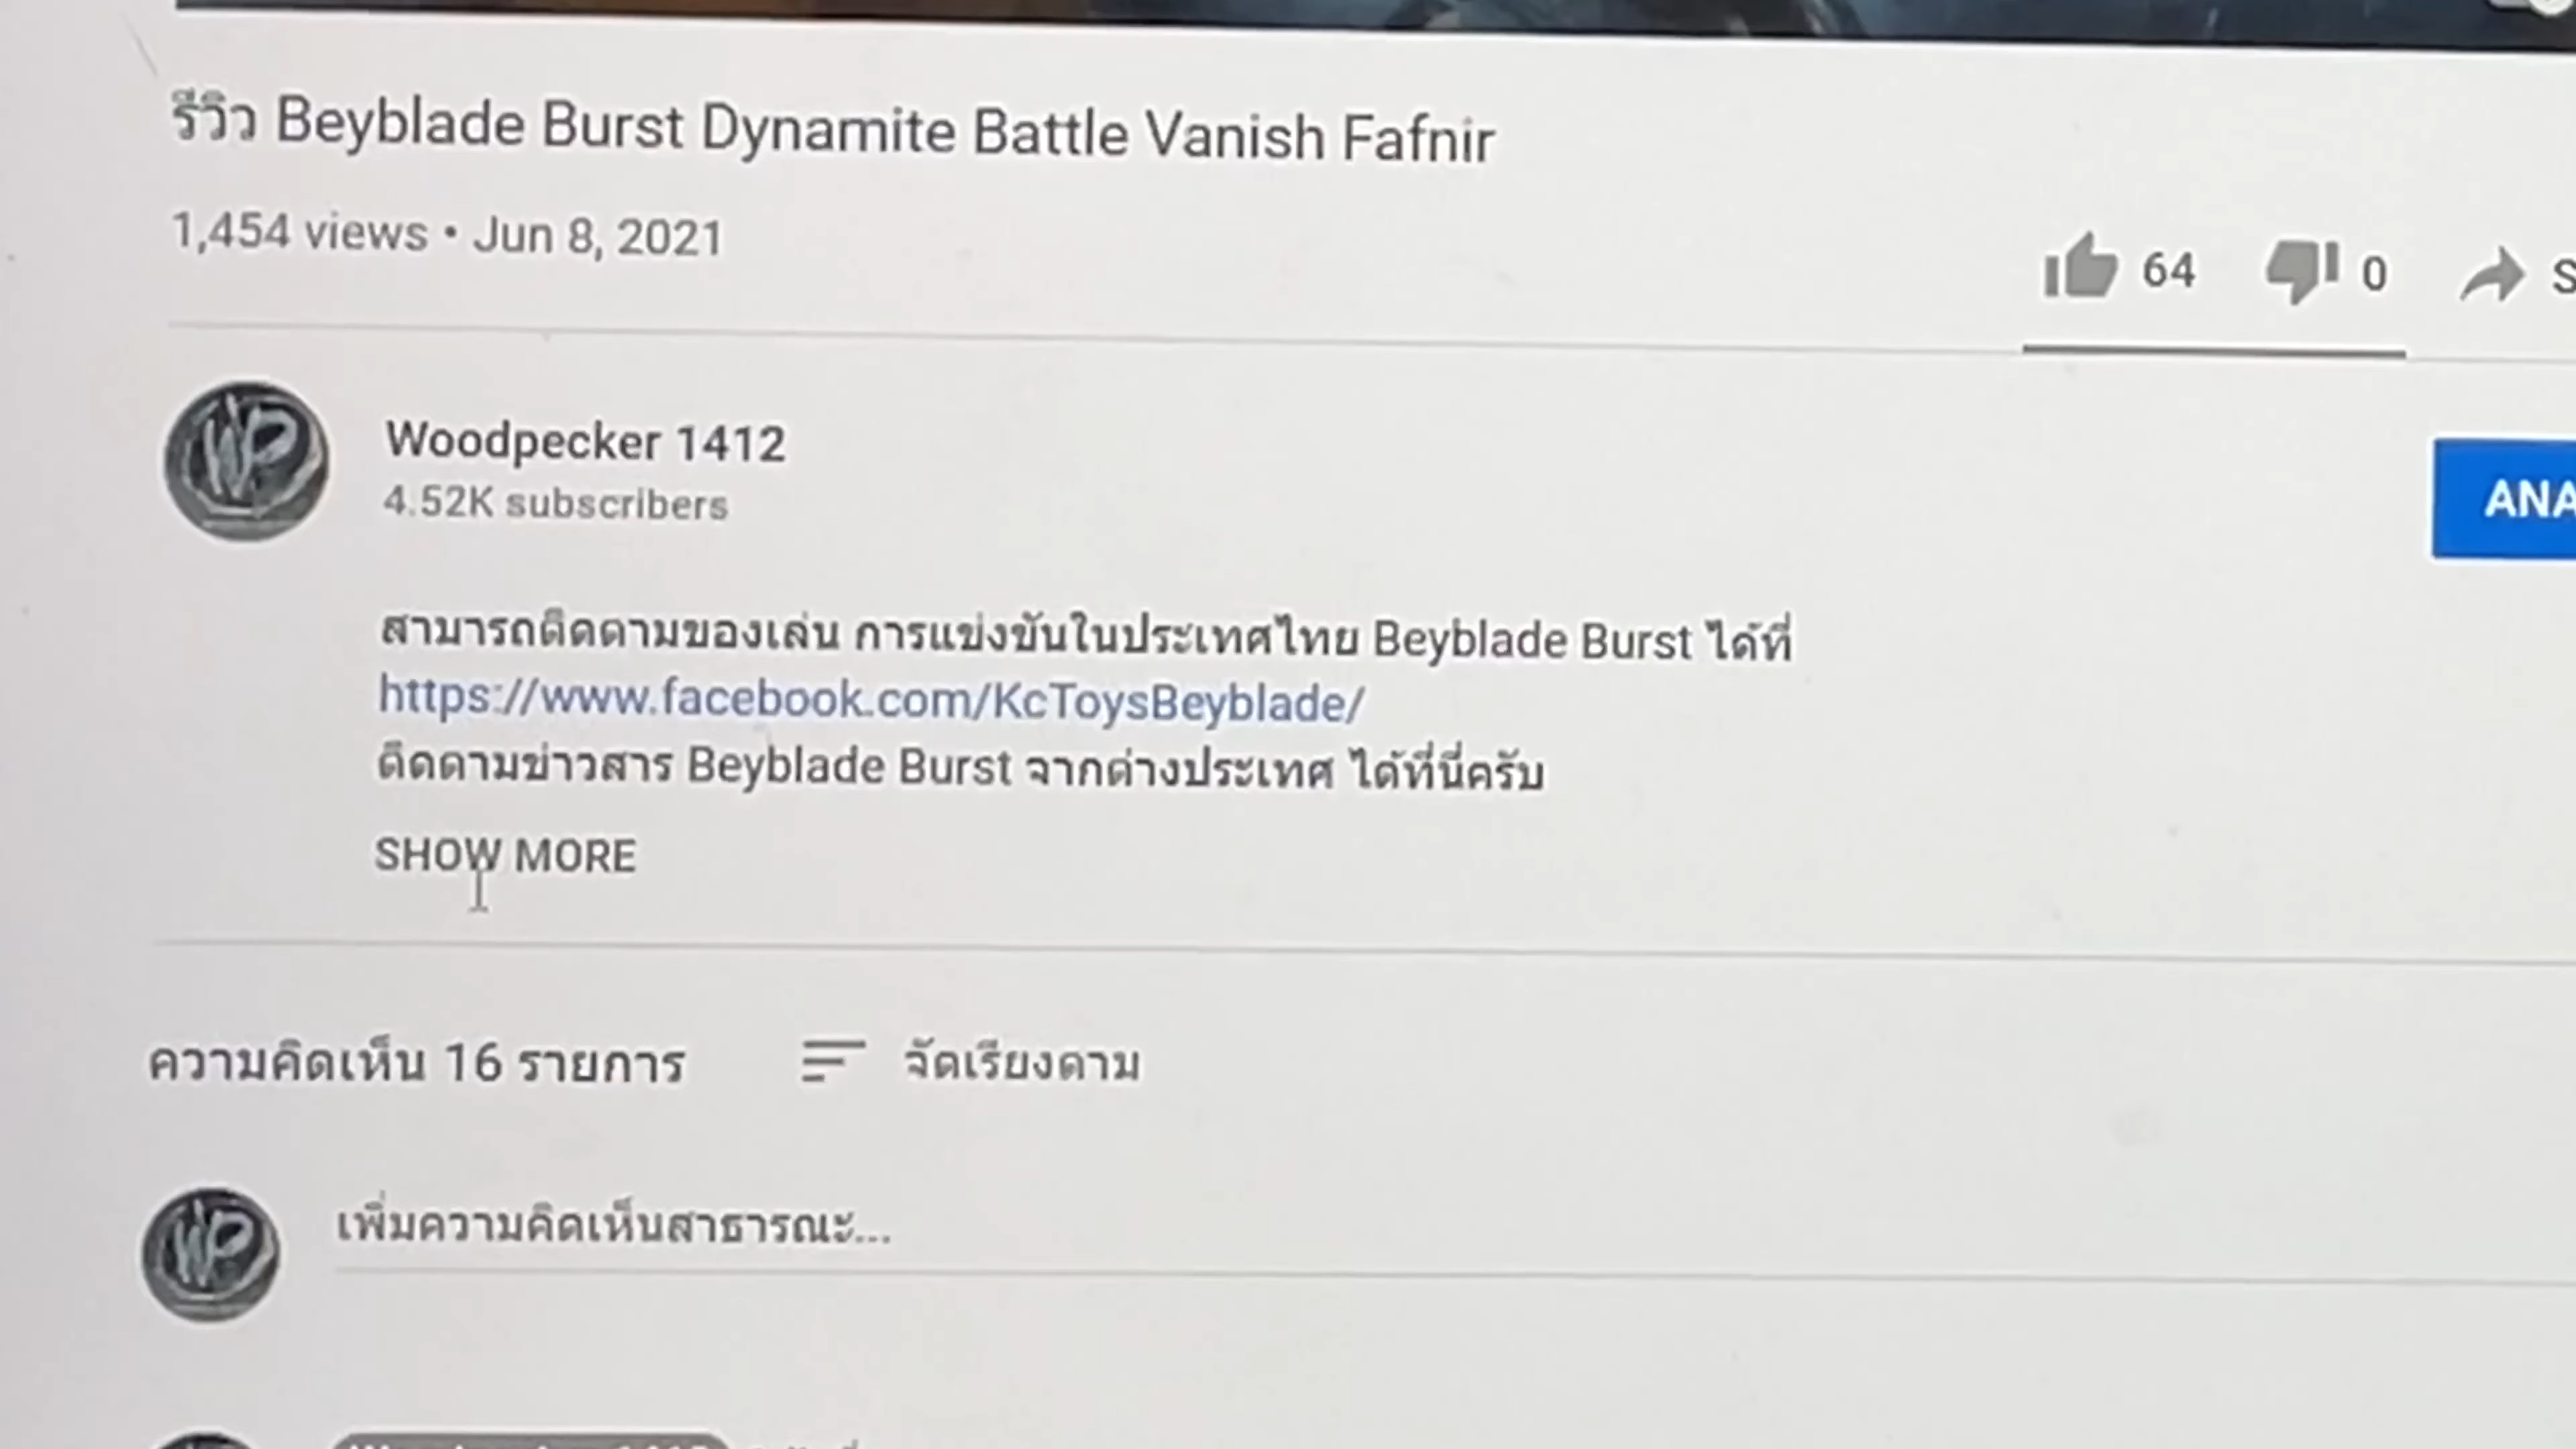 รีวิว Beyblade Burst Dynamite Battle Vanish Fafnir
1,454 views • Jun 8, 2021
64 0
Woodpecker 1412
4.52K subscribers
สามารถติดตามของเล่น การแข่งขันในประเทศไทย Beyblade Burst ได้ที่
https://www.facebook.com/KcToysBeyblade/
ติดตามข่าวสาร Beyblade Burst จากต่างประเทศ ได้ที่นี่ครับ
SHOW MORE
ความคิดเห็น 16 รายการ จัดเรียงตาม
เพิ่มความคิดเห็นสาธารณะ...